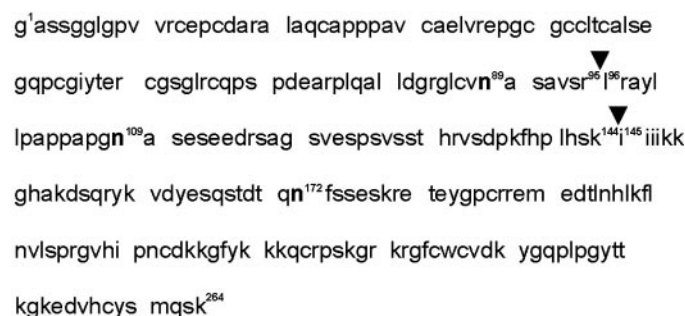 g¹assgglgpv vrcepcdara laqcapppav caelvrepgc gccltcalse
gqpcgiyter cgsglrcqps pdearplqal ldgrglcvn⁸⁹a savsr⁹⁵l⁹⁶rayl
lpappapgn¹⁰⁹a seseedrsag svespsvsst hrvsdpkfhp lhsk¹⁴⁴i¹⁴⁵iiikk
ghakdsqryk vdyesqstdt qn¹⁷²fsseskre teygpcrrem edtlnhlkfl
nvlsprgvhi pncdkkgfyk kkqcrpskgr krgfcwcvdk ygqplpgytt
kgkedvhcys mqsk²⁶⁴